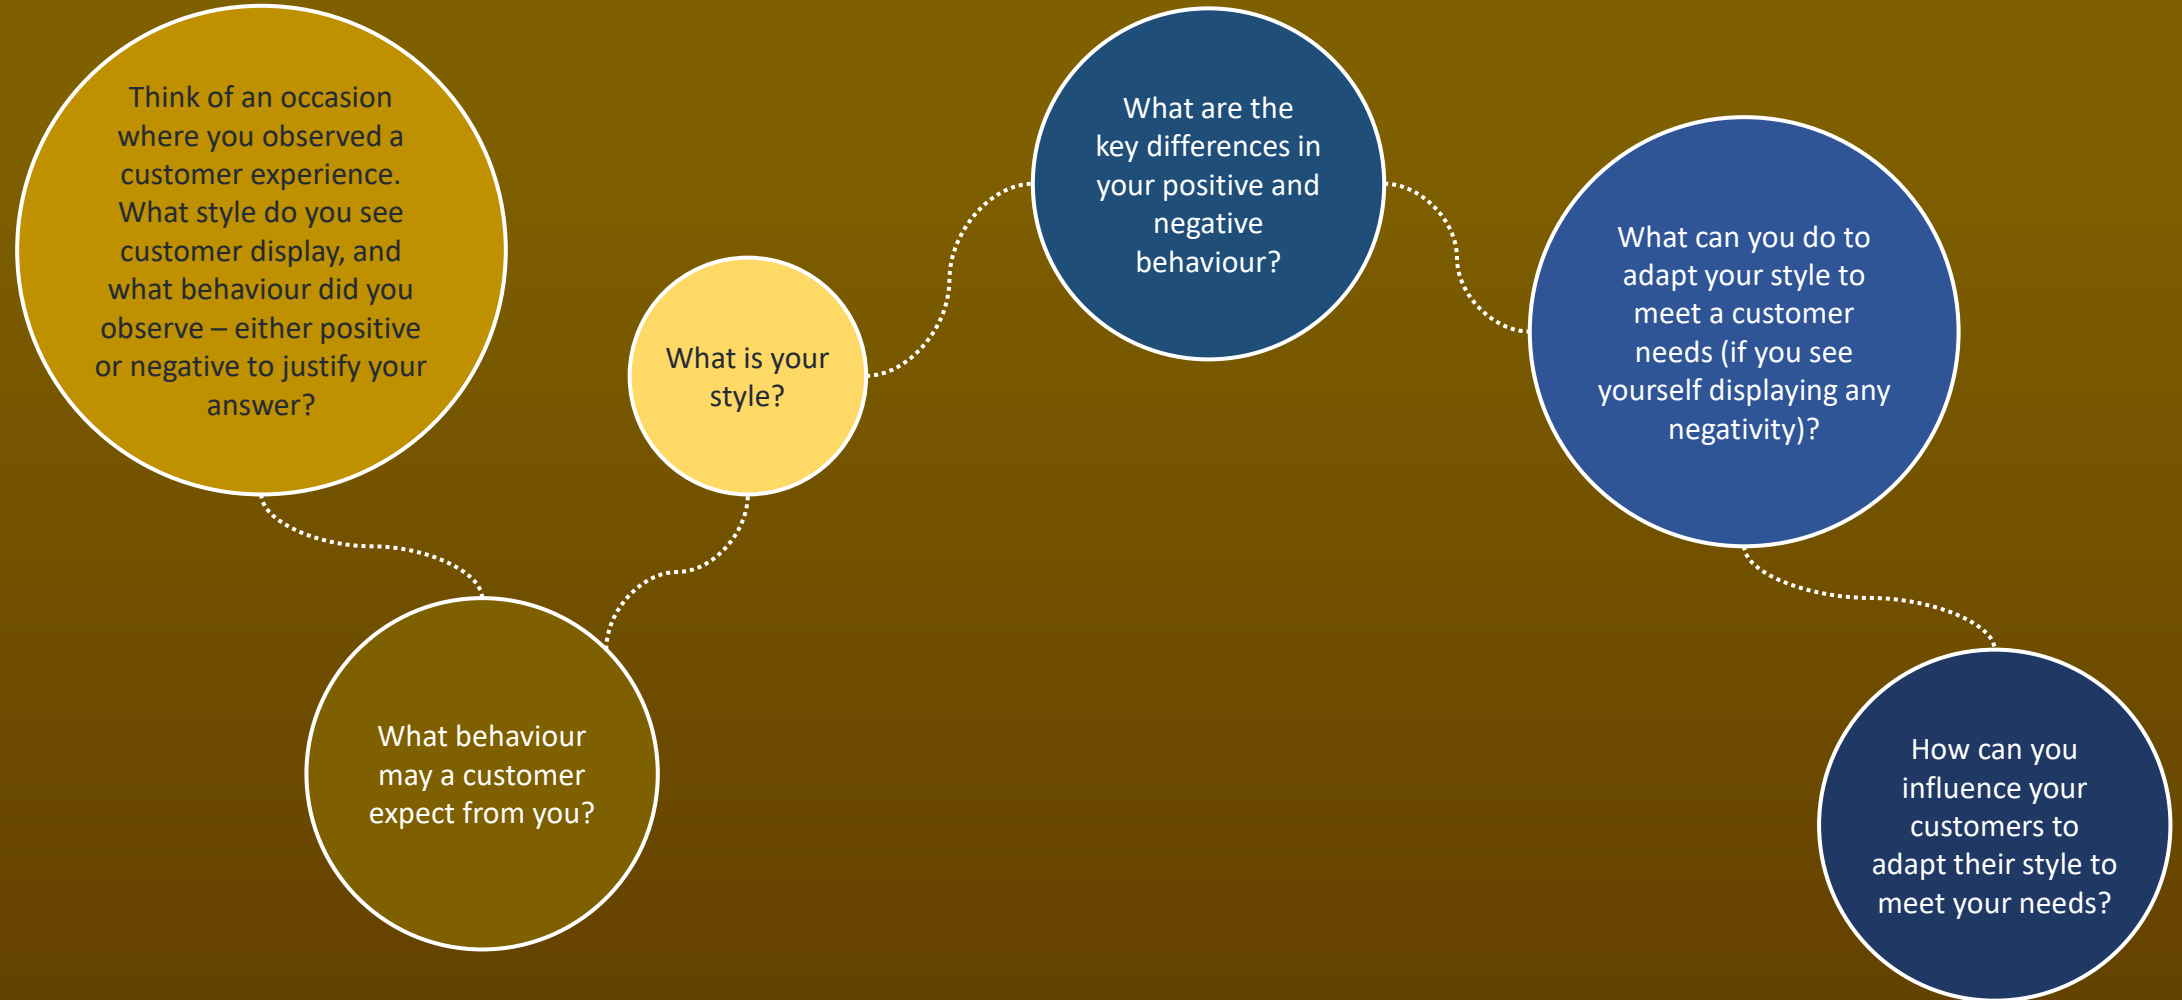 Think of an occasion
where you observed a
customer experience.
What style do you see
customer display, and
what behaviour did you
observe – either positive
or negative to justify your
answer?
What behaviour
may a customer
expect from you?
What is your
style?
What are the
key differences in
your positive and
negative
behaviour?
What can you do to
adapt your style to
meet a customer
needs (if you see
yourself displaying any
negativity)?
How can you
influence your
customers to
adapt their style to
meet your needs?